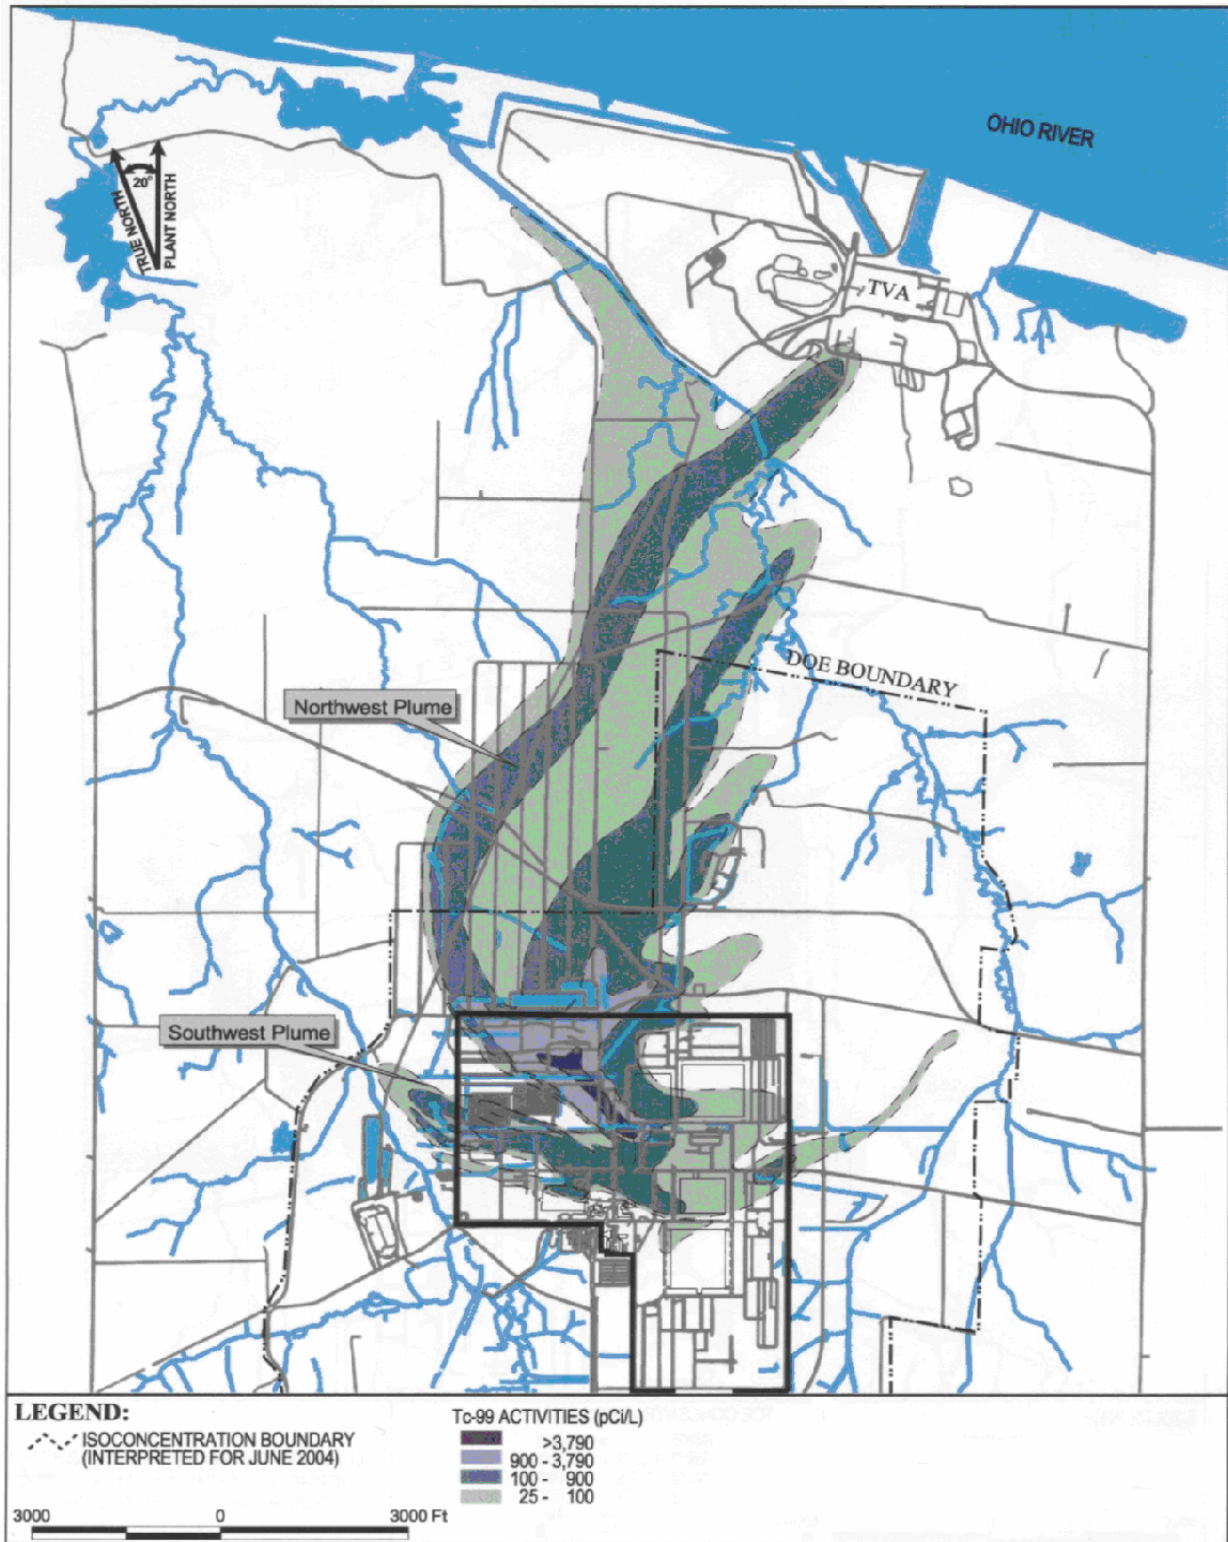 OHIO RIVER
20°
TRUE NORTH
PLANT NORTH
TVA
DOE BOUNDARY
Northwest Plume
Southwest Plume
LEGEND:
ISOCONCENTRATION BOUNDARY
(INTERPRETED FOR JUNE 2004)
Tc-99 ACTIVITIES (pCi/L)
>3,790
900 - 3,790
100 - 900
25 - 100
3000 0 3000 Ft